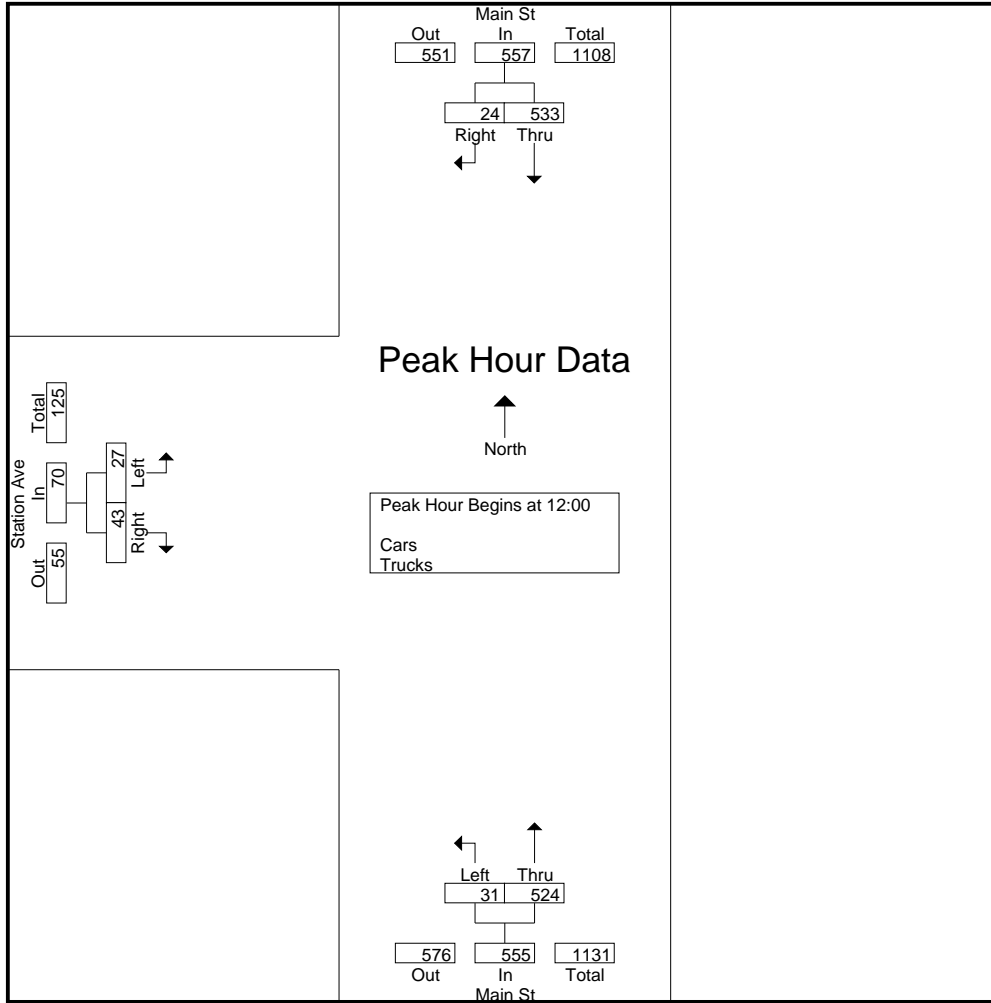 Main St
Out In Total
551 557 1108
24 533
Right Thru
Peak Hour Data
North
Peak Hour Begins at 12:00
Cars
Trucks
Station Ave
Out In Total
55 70 125
43 27
Right Left
Left Thru
31 524
576 555 1131
Out In Total
Main St